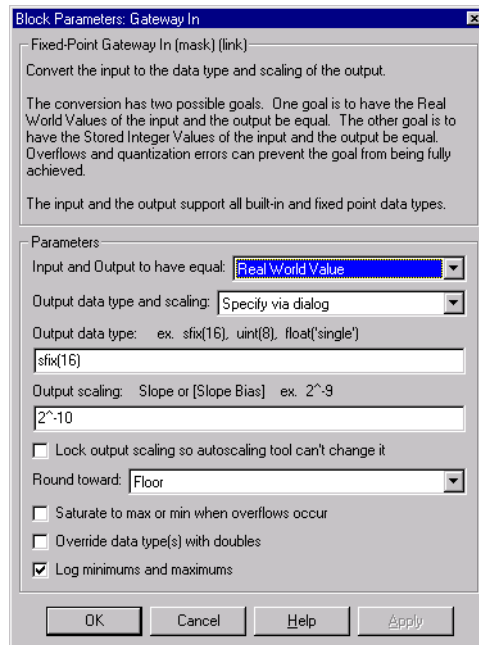 Block Parameters: Gateway In
Fixed-Point Gateway In (mask) (link)
Convert the input to the data type and scaling of the output.
The conversion has two possible goals. One goal is to have the Real
World Values of the input and the output be equal. The other goal is to
have the Stored Integer Values of the input and the output be equal.
Overflows and quantization errors can prevent the goal from being fully
achieved.
The input and the output support all built-in and fixed point data types.
Parameters
Input and Output to have equal: Real World Value
Output data type and scaling: Specify via dialog
Output data type: ex. sfix(16), uint(8), float('single')
sfix(16)
Output scaling: Slope or [Slope Bias] ex. 2^-9
2^-10
Lock output scaling so autoscaling tool can't change it
Round toward: Floor
Saturate to max or min when overflows occur
Override data type(s) with doubles
Log minimums and maximums
OK Cancel Help Apply